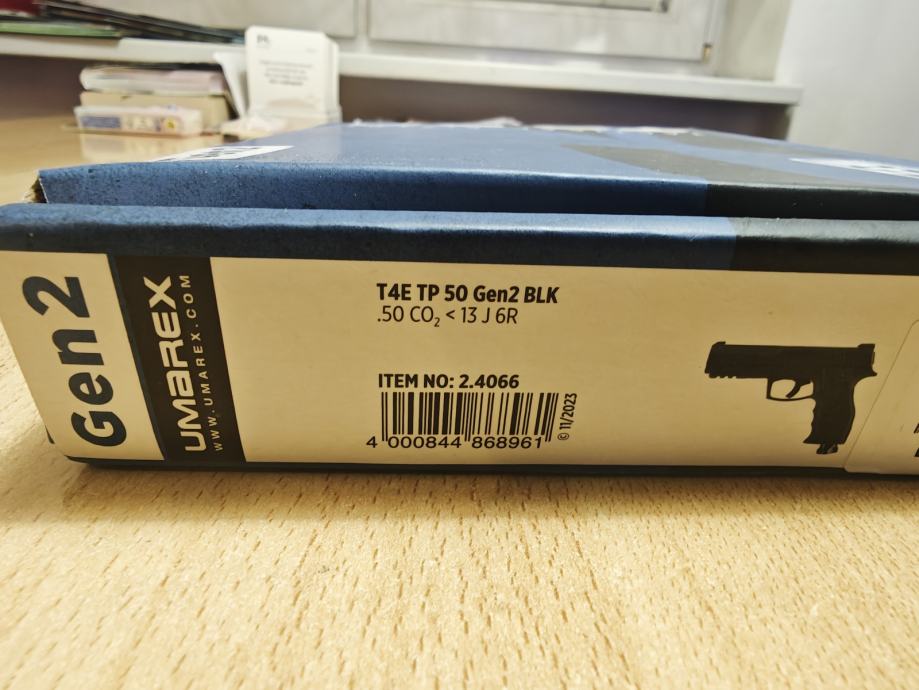 Gen2
UMAREX
WWW.UMAREX.COM
T4E TP 50 Gen2 BLK
.50 CO₂ < 13 J 6R
ITEM NO: 2.4066
4 000844 868961
© 11/2023